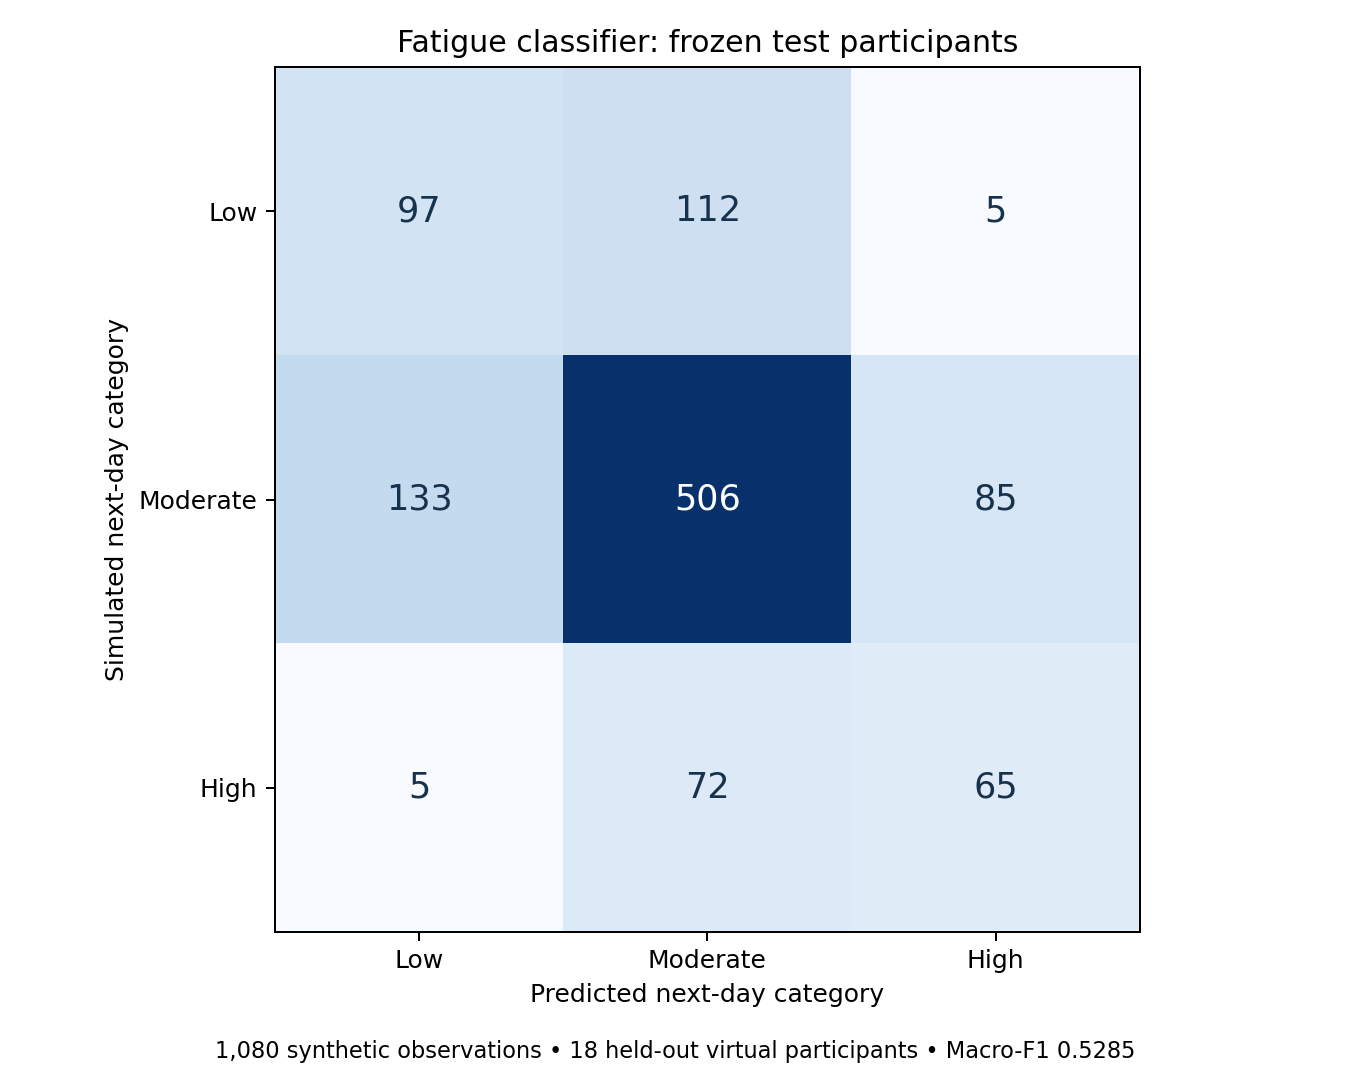 Fatigue classifier: frozen test participants
Low 97 112 5
Simulated next-day category
Moderate 133 506 85
High 5 72 65
Low Moderate High
Predicted next-day category
1,080 synthetic observations • 18 held-out virtual participants • Macro-F1 0.5285